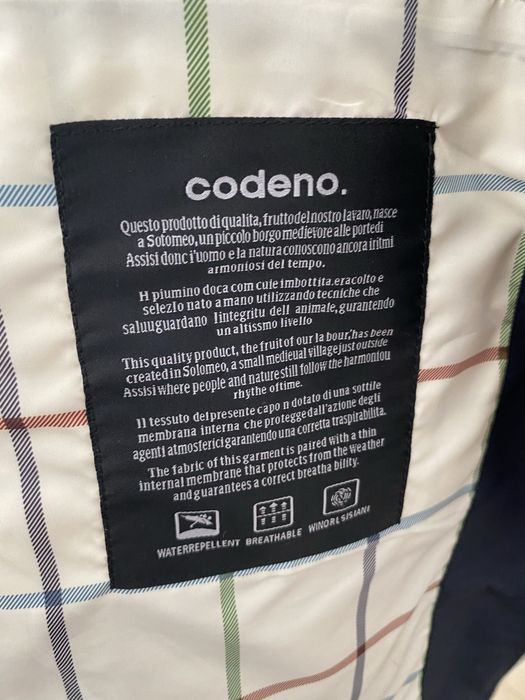 codeno.
Questo prodotto di qualita, frutto del nostro lavaro, nasce
a Sotomeo, un piccolo borgo medievore alle portedi
Assisi donc i'uomo e la natura conoscono ancora iritmi
armoniosi del tempo.
H piumino doca com cuie imbottita.eracolto e
selezlo nato a mano utilizzando tecniche che
saluuguardano lintegritu dell animale, gurantendo
un altissmo livello
This quality product, the fruit of our la bour,'has been
created in Solomeo, a small medieual village just outside
Assisi where people and nature still follow the harmontou
rhythe oftime.
Il tessuto del presente capo n dotato di una sottile
membrana interna che protegge dall'azione degli
agenti atmosferici garantendo una corretta traspirabilita.
The fabric of this garment is paired with a thin
internal membrane that protects from the weather
and guarantees a correct breatha bility.
WATERREPELLENT BREATHABLE WINORLSISIANI